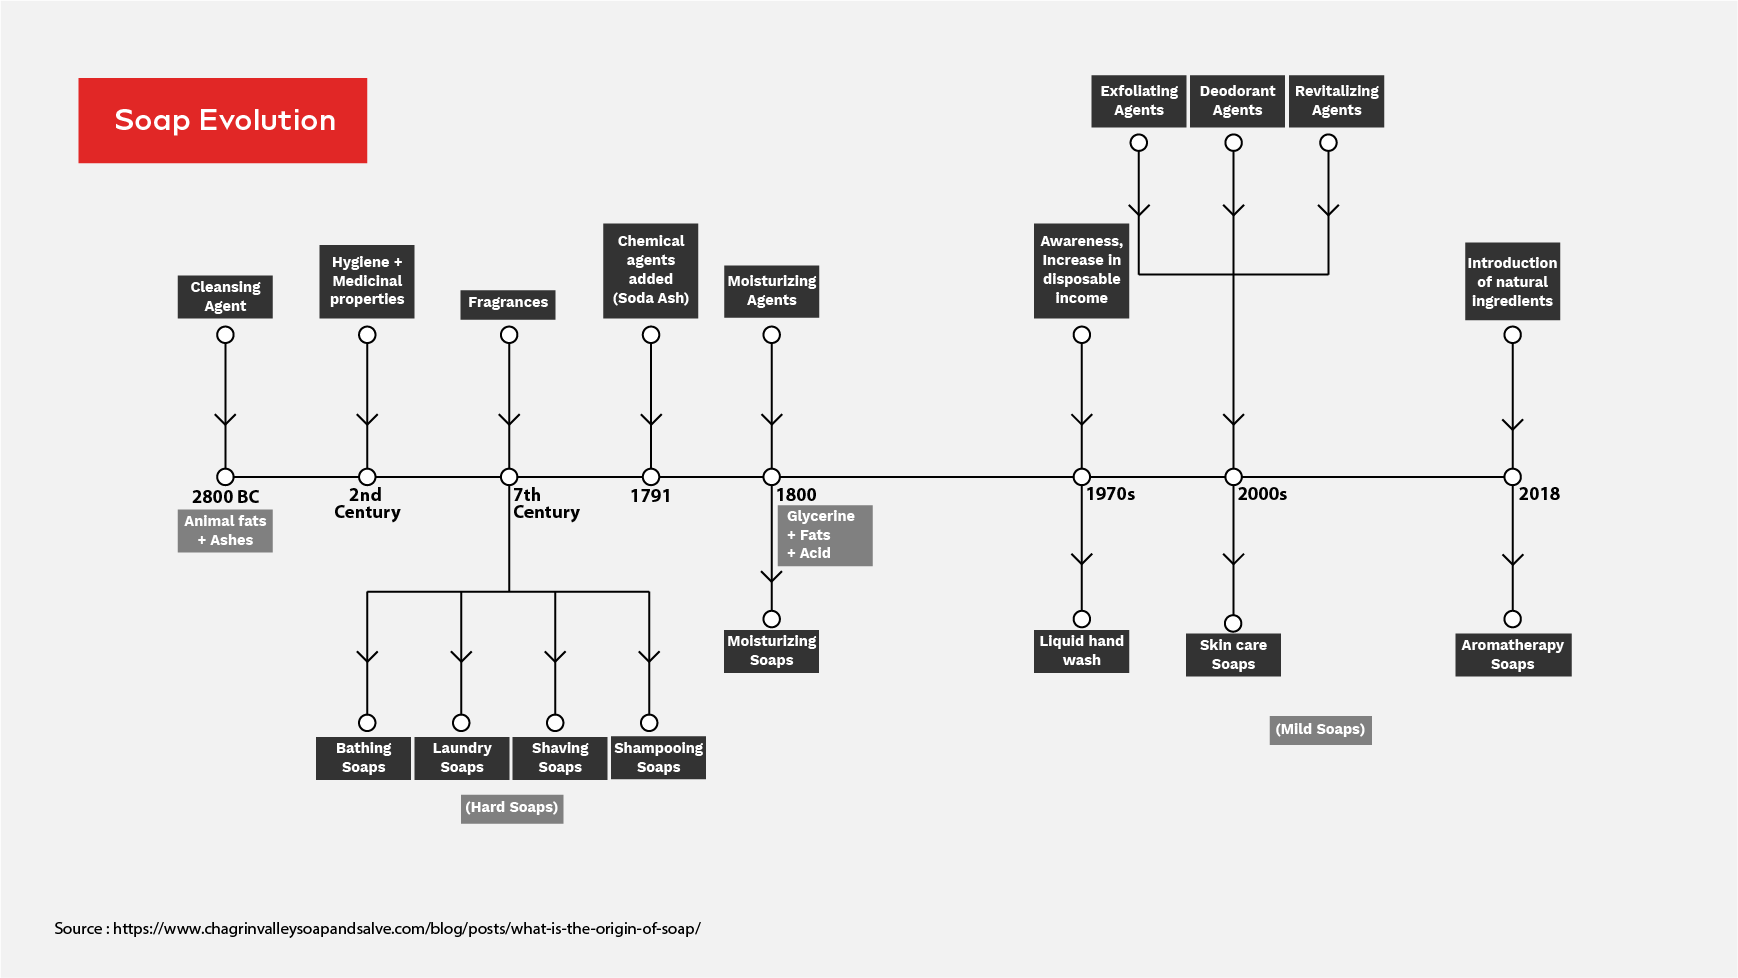 Soap Evolution
Exfoliating
Agents
Deodorant
Agents
Revitalizing
Agents
Cleansing
Agent
Hygiene +
Medicinal
properties
Fragrances
Chemical
agents
added
(Soda Ash)
Moisturizing
Agents
Awareness,
Increase in
disposable
income
Introduction
of natural
ingredients
2800 BC
Animal fats
+ Ashes
2nd
Century
7th
Century
1791
1800
Glycerine
+ Fats
+ Acid
1970s
2000s
2018
Moisturizing
Soaps
Liquid hand
wash
Skin care
Soaps
Aromatherapy
Soaps
(Mild Soaps)
Bathing
Soaps
Laundry
Soaps
Shaving
Soaps
Shampooing
Soaps
(Hard Soaps)
Source : https://www.chagrinvalleysoapandsalve.com/blog/posts/what-is-the-origin-of-soap/